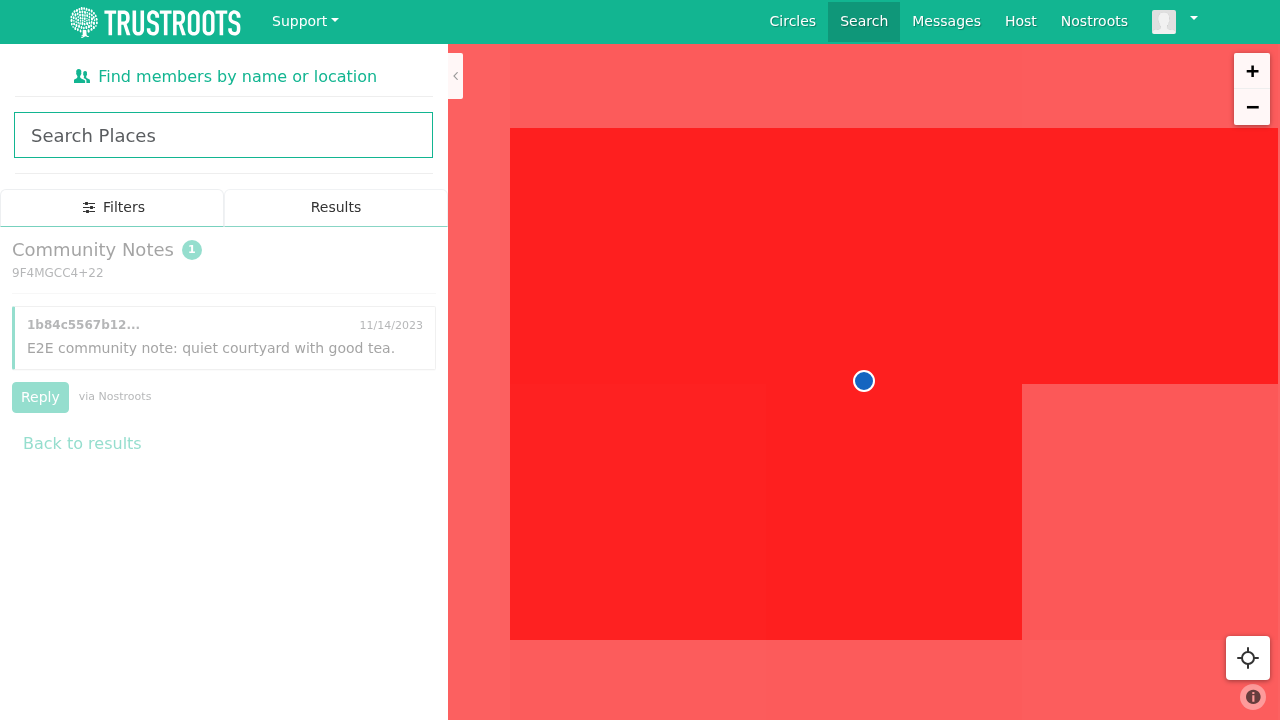 TRUSTROOTS Support Circles Search Messages Host Nostroots
Find members by name or location
Search Places
Filters Results
Community Notes 1
9F4MGCC4+22
1b84c5567b12... 11/14/2023
E2E community note: quiet courtyard with good tea.
Reply via Nostroots
Back to results
+
−